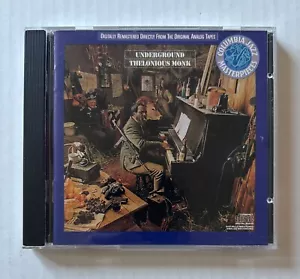 DIGITALLY REMASTERED DIRECTLY FROM THE ORIGINAL ANALOG TAPES
UNDERGROUND
THELONIOUS MONK
COLUMBIA JAZZ
MASTERPIECES